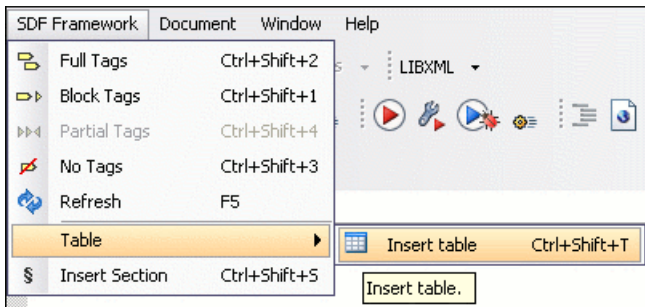 SDF Framework Document Window Help
Full Tags Ctrl+Shift+2
LIBXML
Block Tags Ctrl+Shift+1
Partial Tags Ctrl+Shift+4
No Tags Ctrl+Shift+3
Refresh F5
Table
Insert table Ctrl+Shift+T
§ Insert Section Ctrl+Shift+S
Insert table.